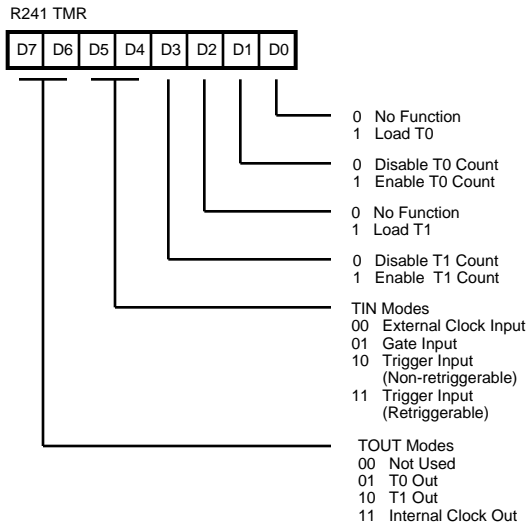 R241 TMR
D7 D6 D5 D4 D3 D2 D1 D0
0 No Function
1 Load T0
0 Disable T0 Count
1 Enable T0 Count
0 No Function
1 Load T1
0 Disable T1 Count
1 Enable T1 Count
TIN Modes
00 External Clock Input
01 Gate Input
10 Trigger Input
(Non-retriggerable)
11 Trigger Input
(Retriggerable)
TOUT Modes
00 Not Used
01 T0 Out
10 T1 Out
11 Internal Clock Out